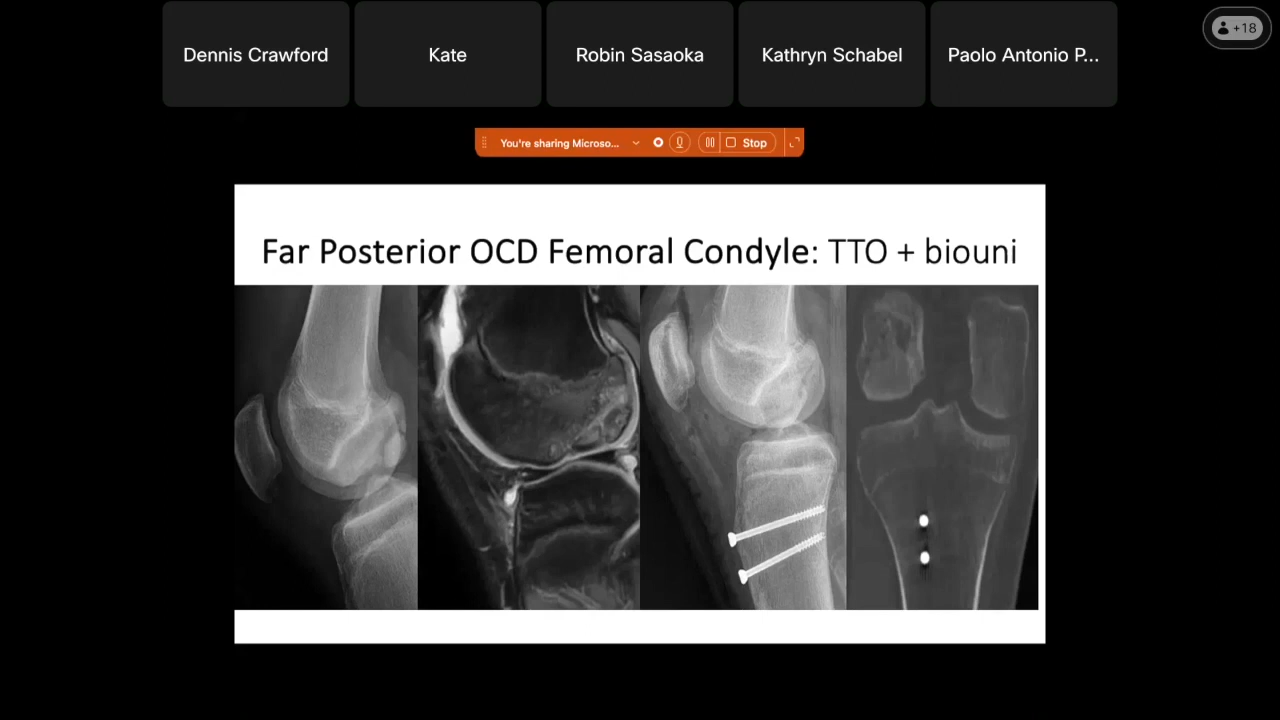 Dennis Crawford
Kate
Robin Sasaoka
Kathryn Schabel
Paolo Antonio P...
+18
You're sharing Microso...
Stop
Far Posterior OCD Femoral Condyle: TTO + biouni